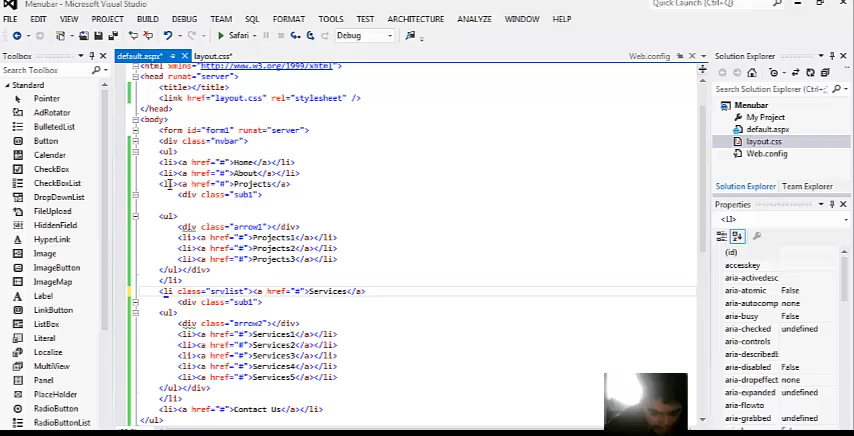 Menubar - Microsoft Visual Studio
Quick Launch (Ctrl+Q)
FILE EDIT VIEW PROJECT BUILD DEBUG TEAM SQL FORMAT TOOLS TEST ARCHITECTURE ANALYZE WINDOW HELP
Safari Debug
Toolbox
Search Toolbox
Standard
Pointer
AdRotator
BulletedList
Button
Calendar
CheckBox
CheckBoxList
DropDownList
FileUpload
HiddenField
HyperLink
Image
ImageButton
ImageMap
Label
LinkButton
ListBox
Literal
Localize
MultiView
Panel
PlaceHolder
RadioButton
RadioButtonList
default.aspx* layout.css* Web.config
<html xmlns="http://www.w3.org/1999/xhtml">
<head runat="server">
<title></title>
<link href="layout.css" rel="stylesheet" />
</head>
<body>
<form id="form1" runat="server">
<div class="nvbar">
<ul>
<li><a href="#">Home</a></li>
<li><a href="#">About</a></li>
<li><a href="#">Projects</a>
<div class="sub1">
<ul>
<div class="arrow1"></div>
<li><a href="#">Projects1</a></li>
<li><a href="#">Projects2</a></li>
<li><a href="#">Projects3</a></li>
</ul></div>
</li>
<li class="srvlist"><a href="#">Services</a>
<div class="sub1">
<ul>
<div class="arrow2"></div>
<li><a href="#">Services1</a></li>
<li><a href="#">Services2</a></li>
<li><a href="#">Services3</a></li>
<li><a href="#">Services4</a></li>
<li><a href="#">Services5</a></li>
</ul></div>
</li>
<li><a href="#">Contact Us</a></li>
</ul>
Solution Explorer
Search Solution Explorer
Menubar
My Project
default.aspx
layout.css
Web.config
Solution Explorer Team Explorer
Properties
<LI>
(id)
accesskey
aria-activedesc
aria-atomic False
aria-autocomp none
aria-busy False
aria-checked undefined
aria-controls
aria-describedl
aria-disabled False
aria-dropeffect none
aria-expanded undefined
aria-flowto
aria-grabbed undefined